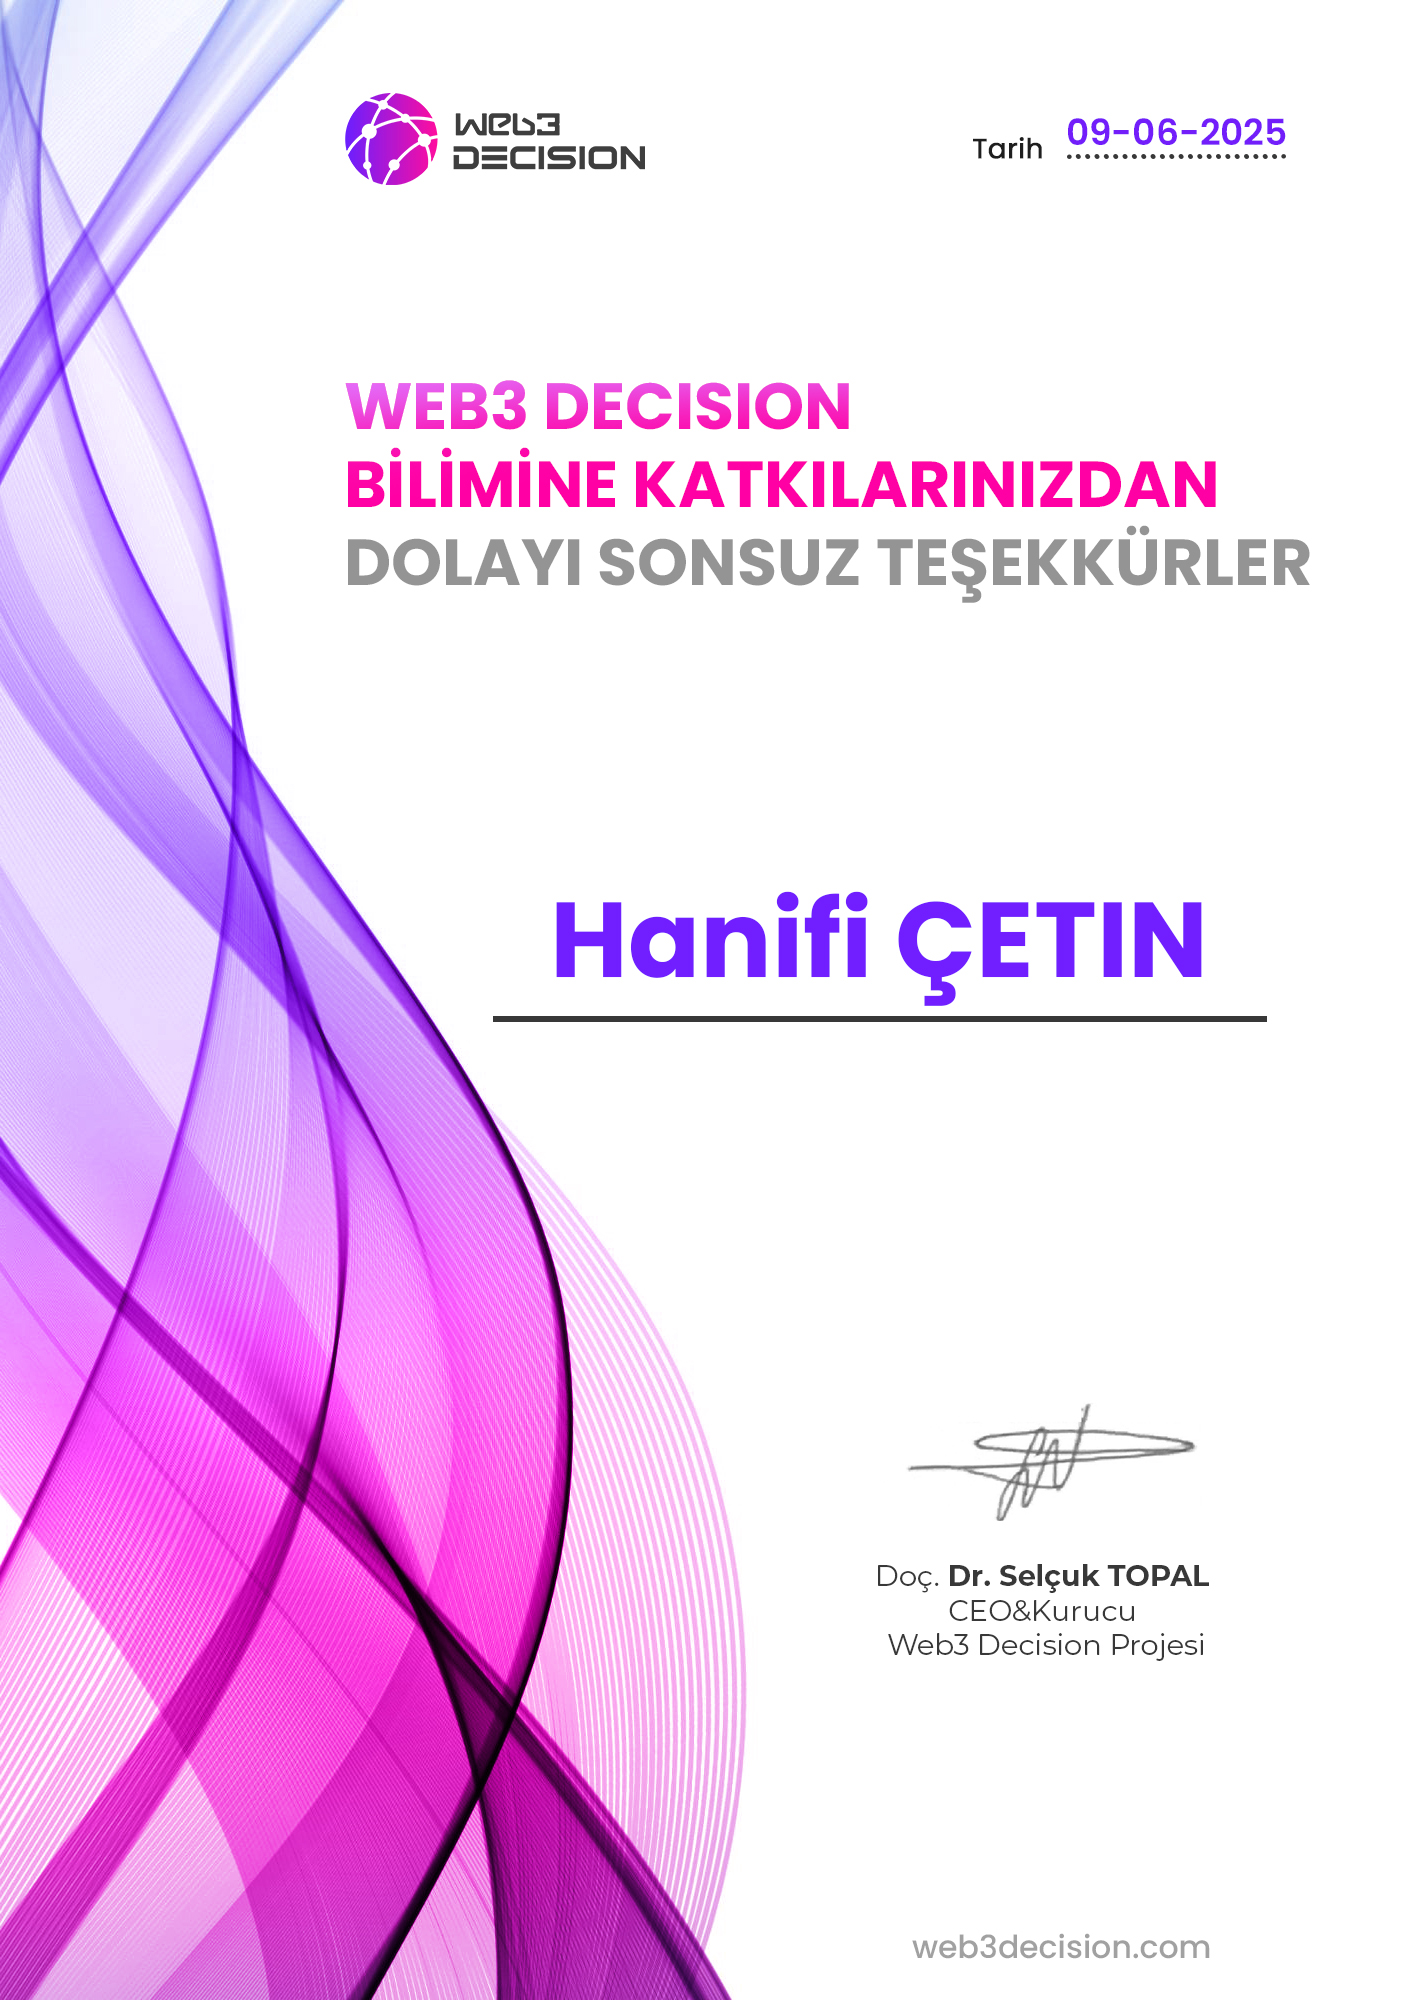 Web3
DECISION
Tarih 09-06-2025
WEB3 DECISION
BİLİMİNE KATKILARINIZDAN
DOLAYI SONSUZ TEŞEKKÜRLER
Hanifi ÇETIN
Doç. Dr. Selçuk TOPAL
CEO&Kurucu
Web3 Decision Projesi
web3decision.com